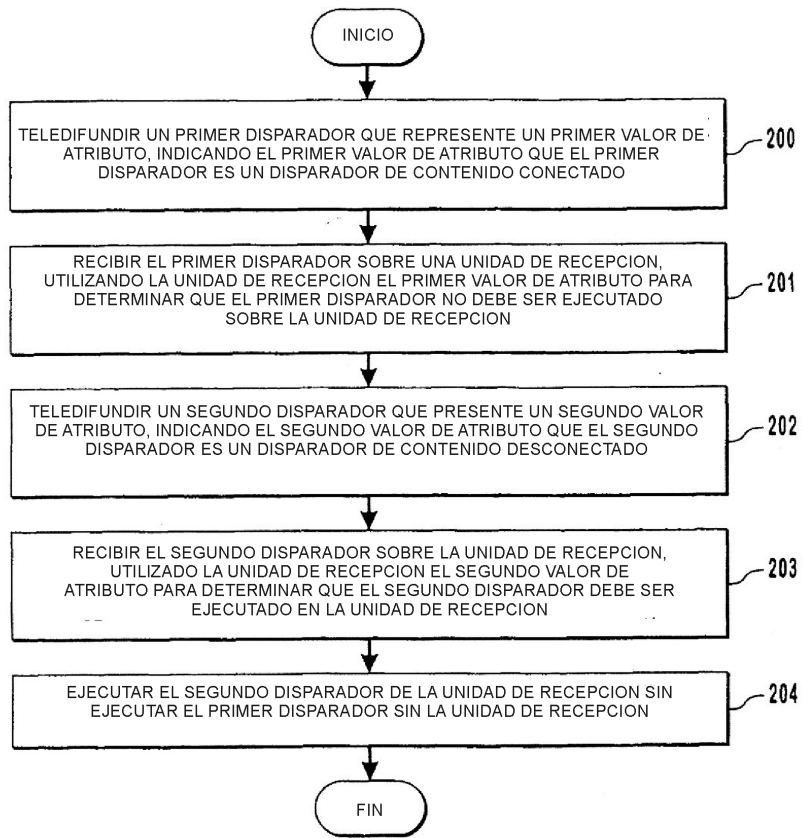 INICIO
TELEDIFUNDIR UN PRIMER DISPARADOR QUE REPRESENTE UN PRIMER VALOR DE
ATRIBUTO, INDICANDO EL PRIMER VALOR DE ATRIBUTO QUE EL PRIMER
DISPARADOR ES UN DISPARADOR DE CONTENIDO CONECTADO
200
RECIBIR EL PRIMER DISPARADOR SOBRE UNA UNIDAD DE RECEPCION,
UTILIZANDO LA UNIDAD DE RECEPCION EL PRIMER VALOR DE ATRIBUTO PARA
DETERMINAR QUE EL PRIMER DISPARADOR NO DEBE SER EJECUTADO
SOBRE LA UNIDAD DE RECEPCION
201
TELEDIFUNDIR UN SEGUNDO DISPARADOR QUE PRESENTE UN SEGUNDO VALOR
DE ATRIBUTO, INDICANDO EL SEGUNDO VALOR DE ATRIBUTO QUE EL SEGUNDO
DISPARADOR ES UN DISPARADOR DE CONTENIDO DESCONECTADO
202
RECIBIR EL SEGUNDO DISPARADOR SOBRE LA UNIDAD DE RECEPCION,
UTILIZADO LA UNIDAD DE RECEPCION EL SEGUNDO VALOR DE
ATRIBUTO PARA DETERMINAR QUE EL SEGUNDO DISPARADOR DEBE SER
EJECUTADO EN LA UNIDAD DE RECEPCION
203
EJECUTAR EL SEGUNDO DISPARADOR DE LA UNIDAD DE RECEPCION SIN
EJECUTAR EL PRIMER DISPARADOR SIN LA UNIDAD DE RECEPCION
204
FIN